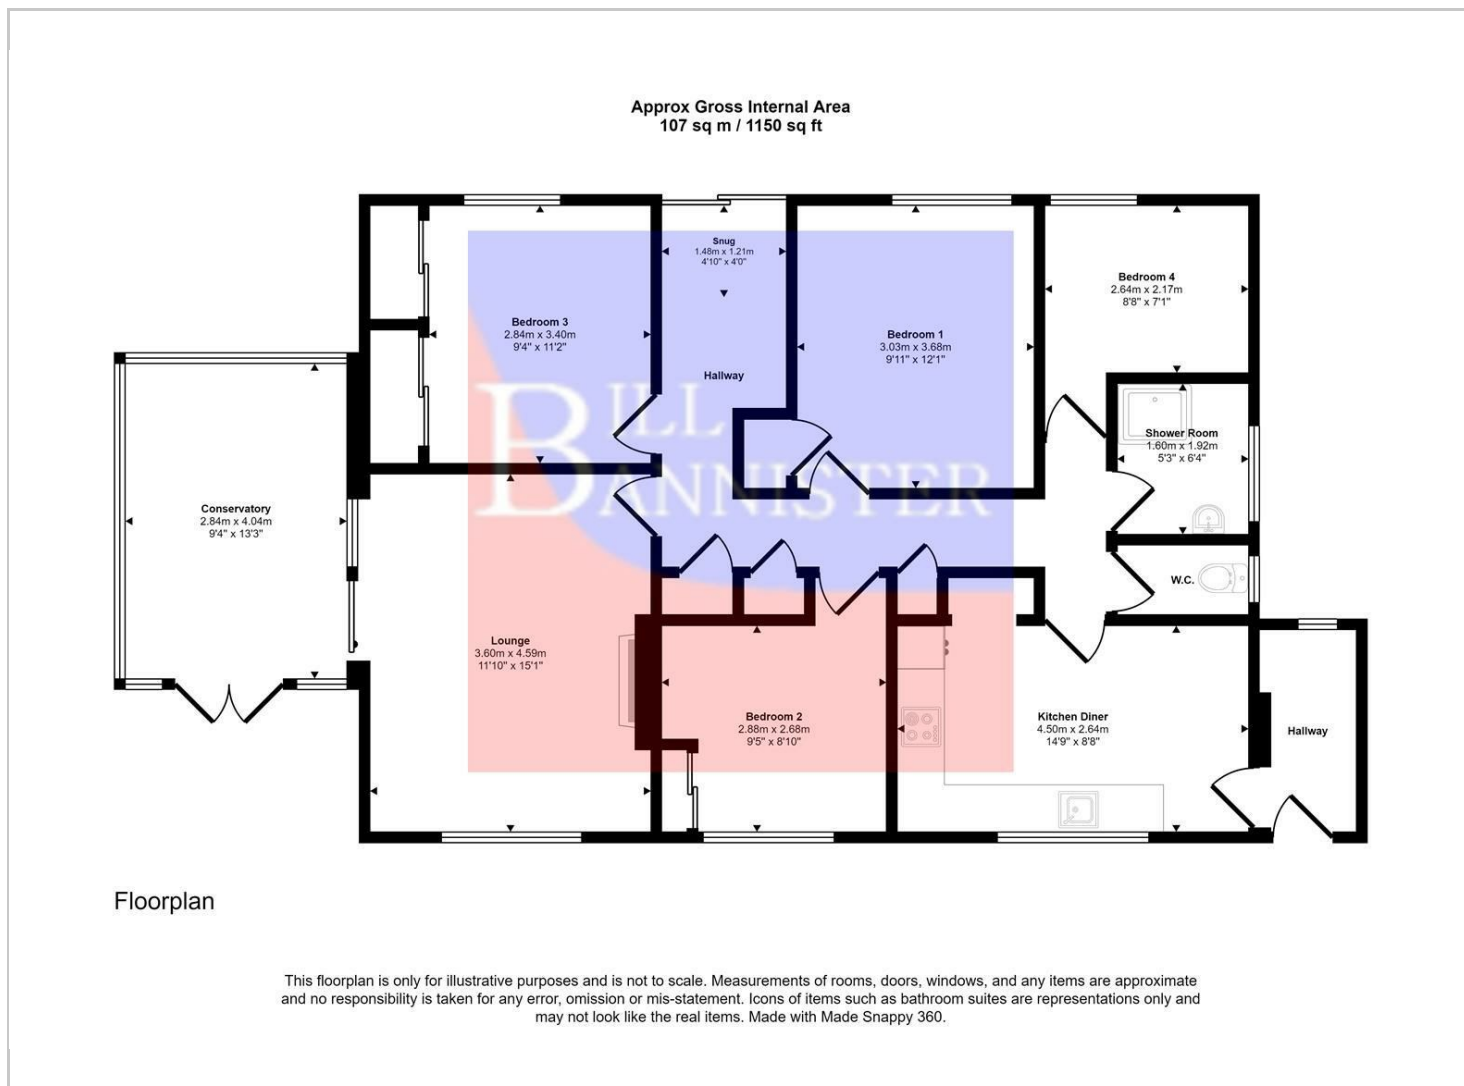 Approx Gross Internal Area
107 sq m / 1150 sq ft
Snug
1.48m x 1.21m
4'10" x 4'0"
Bedroom 4
2.64m x 2.17m
8'8" x 7'1"
Bedroom 3
2.84m x 3.40m
9'4" x 11'2"
Bedroom 1
3.03m x 3.68m
9'11" x 12'1"
Hallway
BILL
BANNISTER
Shower Room
1.60m x 1.92m
5'3" x 6'4"
Conservatory
2.84m x 4.04m
9'4" x 13'3"
W.C.
Lounge
3.60m x 4.59m
11'10" x 15'1"
Bedroom 2
2.88m x 2.68m
9'5" x 8'10"
Kitchen Diner
4.50m x 2.64m
14'9" x 8'8"
Hallway
Floorplan
This floorplan is only for illustrative purposes and is not to scale. Measurements of rooms, doors, windows, and any items are approximate
and no responsibility is taken for any error, omission or mis-statement. Icons of items such as bathroom suites are representations only and
may not look like the real items. Made with Made Snappy 360.